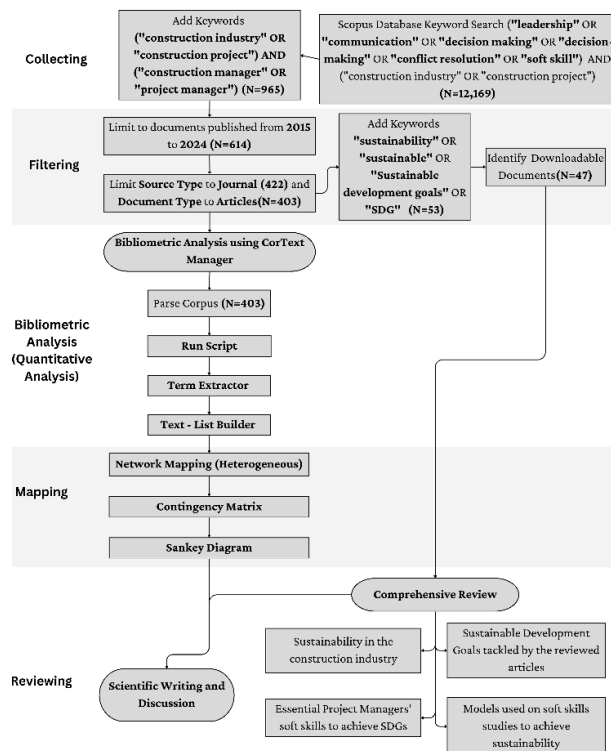 Collecting
Add Keywords
("construction industry" OR
"construction project") AND
("construction manager" OR
"project manager") (N=965)
Scopus Database Keyword Search ("leadership" OR
"communication" OR "decision making" OR "decision-
making" OR "conflict resolution" OR "soft skill") AND
("construction industry" OR "construction project")
(N=12,169)
Filtering
Limit to documents published from 2015
to 2024 (N=614)
Limit Source Type to Journal (422) and
Document Type to Articles(N=403)
Add Keywords
"sustainability" OR
"sustainable" OR
"Sustainable
development goals" OR
"SDG" (N=53)
Identify Downloadable
Documents(N=47)
Bibliometric
Analysis
(Quantitative
Analysis)
Bibliometric Analysis using CorText
Manager
Parse Corpus (N=403)
Run Script
Term Extractor
Text - List Builder
Mapping
Network Mapping (Heterogeneous)
Contingency Matrix
Sankey Diagram
Reviewing
Comprehensive Review
Scientific Writing and
Discussion
Sustainability in the
construction industry
Sustainable Development
Goals tackled by the reviewed
articles
Essential Project Managers'
soft skills to achieve SDGs
Models used on soft skills
studies to achieve
sustainability